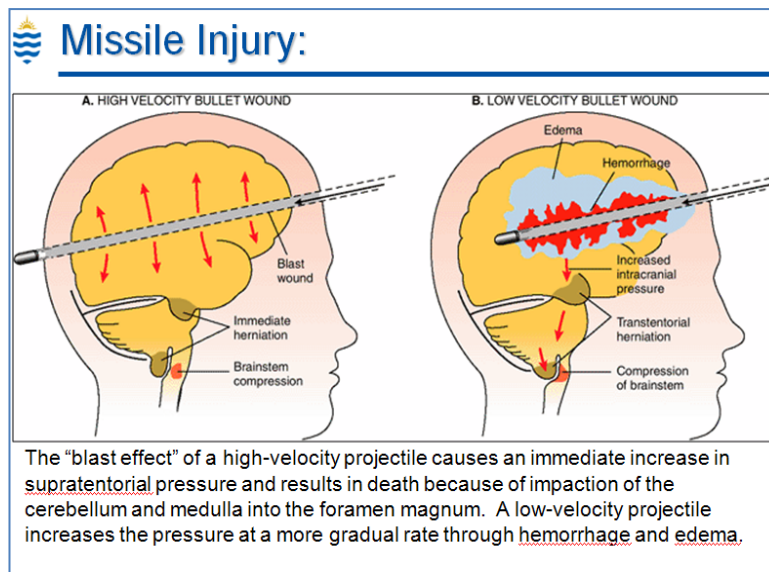 Missile Injury:
A. HIGH VELOCITY BULLET WOUND
Blast
wound
Immediate
herniation
Brainstem
compression
B. LOW VELOCITY BULLET WOUND
Edema
Hemorrhage
Increased
intracranial
pressure
Transtentorial
herniation
Compression
of brainstem
The “blast effect” of a high-velocity projectile causes an immediate increase in
supratentorial pressure and results in death because of impaction of the
cerebellum and medulla into the foramen magnum.  A low-velocity projectile
increases the pressure at a more gradual rate through hemorrhage and edema.